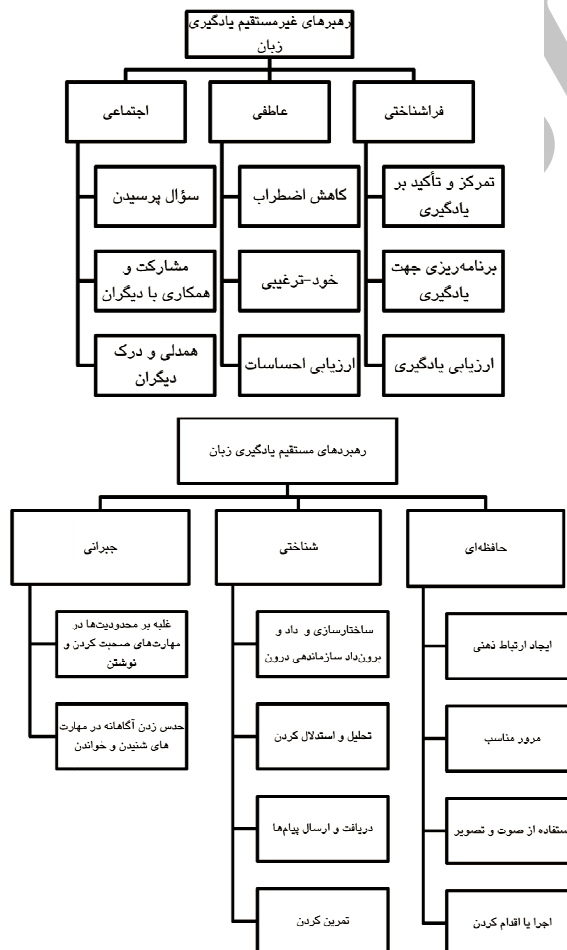 رهبرهای غیرمستقیم یادگیری
زبان
فراشناختی
عاطفی
اجتماعی
تمرکز و تأکید بر
یادگیری
کاهش اضطراب
سؤال پرسیدن
برنامه‌ریزی جهت
یادگیری
خود-ترغیبی
مشارکت و
همکاری با دیگران
ارزیابی یادگیری
ارزیابی احساسات
همدلی و درک
دیگران
رهبردهای مستقیم یادگیری زبان
حافظه‌ای
شناختی
جبرانی
ایجاد ارتباط ذهنی
ساختارسازی و داد و
برون‌داد سازماندهی درون
غلبه بر محدودیت‌ها در
مهارت‌های صحبت کردن و
نوشتن
مرور مناسب
تحلیل و استدلال کردن
حدس زدن آگاهانه در مهارت
های شنیدن و خواندن
ستفاده از صوت و تصویر
دریافت و ارسال پیام‌ها
اجرا یا اقدام کردن
تمرین کردن